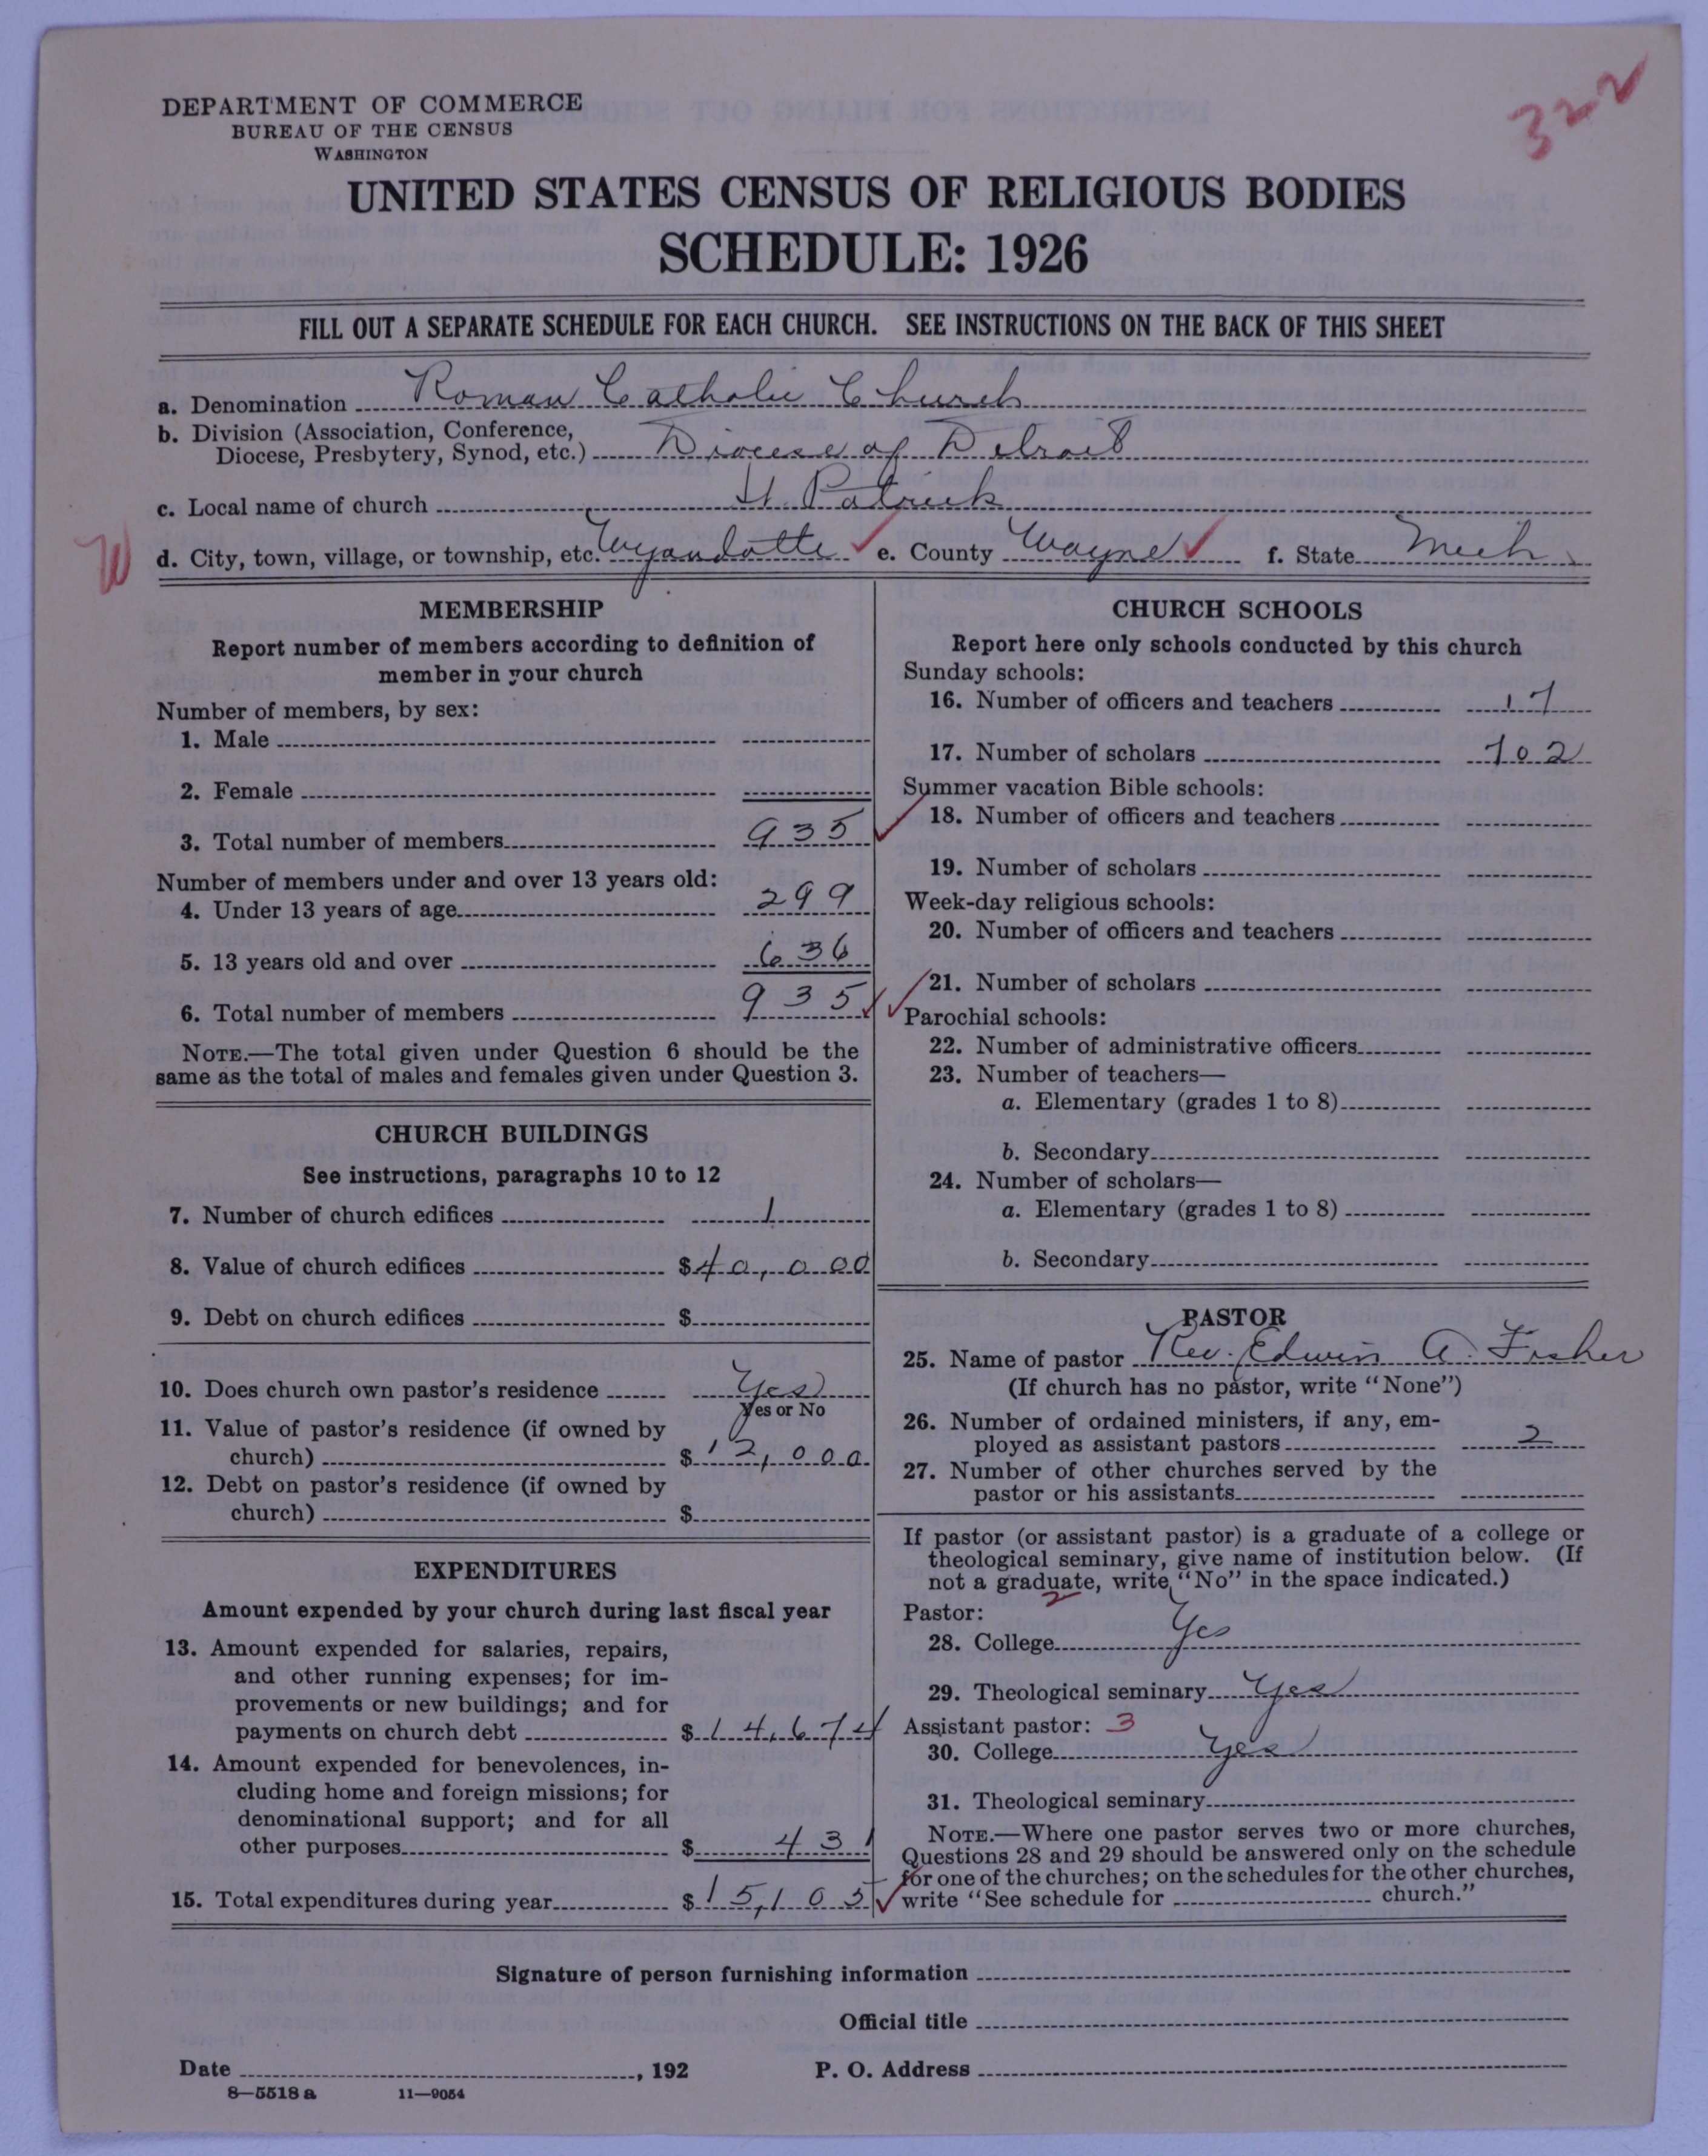 322
DEPARTMENT OF COMMERCE
BUREAU OF THE CENSUS
WASHINGTON
UNITED STATES CENSUS OF RELIGIOUS BODIES
SCHEDULE: 1926
FILL OUT A SEPARATE SCHEDULE FOR EACH CHURCH. SEE INSTRUCTIONS ON THE BACK OF THIS SHEET
a. Denomination Roman Catholic Church
b. Division (Association, Conference,
Diocese, Presbytery, Synod, etc.) Diocese of Detroit
c. Local name of church St Patrick
W d. City, town, village, or township, etc. Wyandotte ✓ e. County Wayne ✓ f. State Mich
MEMBERSHIP
Report number of members according to definition of
member in your church
Number of members, by sex:
1. Male
2. Female
3. Total number of members 935 ✓
Number of members under and over 13 years old:
4. Under 13 years of age 299
5. 13 years old and over 636
6. Total number of members 935 ✓
NOTE.—The total given under Question 6 should be the
same as the total of males and females given under Question 3.
CHURCH BUILDINGS
See instructions, paragraphs 10 to 12
7. Number of church edifices 1
8. Value of church edifices $40,000
9. Debt on church edifices $
10. Does church own pastor's residence Yes
Yes or No
11. Value of pastor's residence (if owned by
church) $12,000
12. Debt on pastor's residence (if owned by
church) $
EXPENDITURES
Amount expended by your church during last fiscal year
13. Amount expended for salaries, repairs,
and other running expenses; for im-
provements or new buildings; and for
payments on church debt $14,674
14. Amount expended for benevolences, in-
cluding home and foreign missions; for
denominational support; and for all
other purposes $431
15. Total expenditures during year $15,105 ✓
CHURCH SCHOOLS
Report here only schools conducted by this church
Sunday schools:
16. Number of officers and teachers 17
17. Number of scholars 702
Summer vacation Bible schools:
18. Number of officers and teachers
19. Number of scholars
Week-day religious schools:
20. Number of officers and teachers
✓ 21. Number of scholars
Parochial schools:
22. Number of administrative officers
23. Number of teachers—
a. Elementary (grades 1 to 8)
b. Secondary
24. Number of scholars—
a. Elementary (grades 1 to 8)
b. Secondary
PASTOR
25. Name of pastor Rev. Edwin A. Fisher
(If church has no pastor, write "None")
26. Number of ordained ministers, if any, em-
ployed as assistant pastors 2
27. Number of other churches served by the
pastor or his assistants
If pastor (or assistant pastor) is a graduate of a college or
theological seminary, give name of institution below. (If
not a graduate, write "No" in the space indicated.)
Pastor: 2
28. College Yes
29. Theological seminary Yes
Assistant pastor: 3
30. College Yes
31. Theological seminary
NOTE.—Where one pastor serves two or more churches,
Questions 28 and 29 should be answered only on the schedule
for one of the churches; on the schedules for the other churches,
write "See schedule for church."
Signature of person furnishing information
Official title
Date , 192 P. O. Address
8—5518 a 11—9054